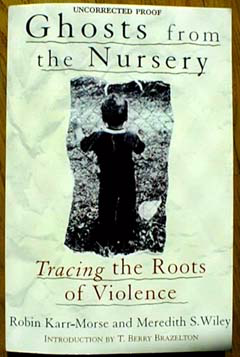 UNCORRECTED PROOF
Ghosts from
the Nursery
Tracing the Roots
of Violence
Robin Karr-Morse and Meredith S. Wiley
INTRODUCTION BY T. BERRY BRAZELTON